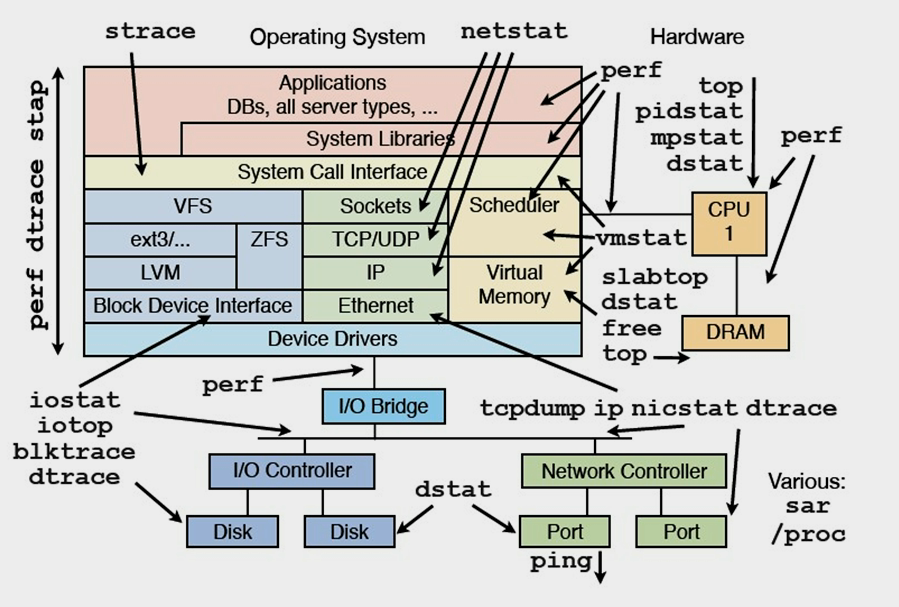 strace
Operating System
netstat
Hardware
perf dtrace stap
Applications
DBs, all server types, ...
System Libraries
System Call Interface
VFS
Sockets
Scheduler
ext3/...
ZFS
TCP/UDP
LVM
IP
Virtual
Memory
Block Device Interface
Ethernet
Device Drivers
perf
top
pidstat
mpstat
dstat
perf
CPU
1
vmstat
slabtop
dstat
free
top
DRAM
perf
I/O Bridge
iostat
iotop
blktrace
dtrace
tcpdump ip nicstat dtrace
I/O Controller
Network Controller
dstat
Disk
Disk
Port
Port
ping
Various:
sar
/proc